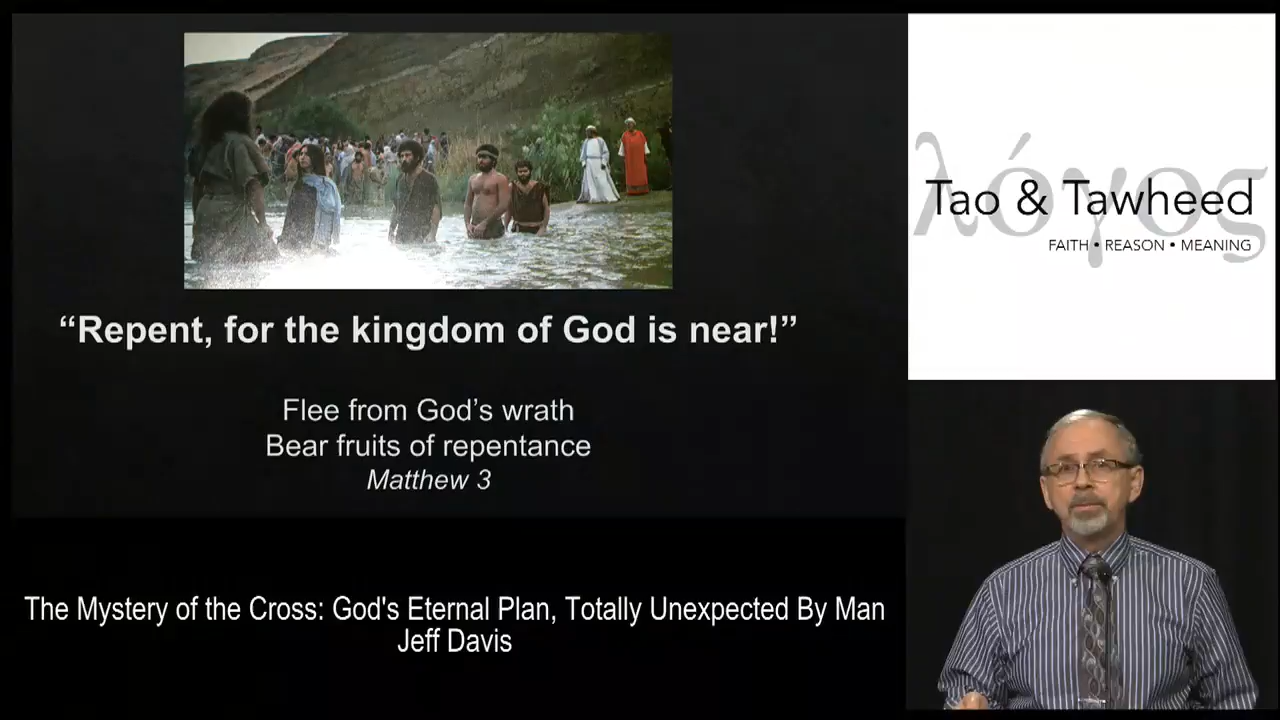 “Repent, for the kingdom of God is near!”
Flee from God’s wrath
Bear fruits of repentance
Matthew 3
The Mystery of the Cross: God's Eternal Plan, Totally Unexpected By Man
Jeff Davis
λόγος
Tao & Tawheed
FAITH • REASON • MEANING